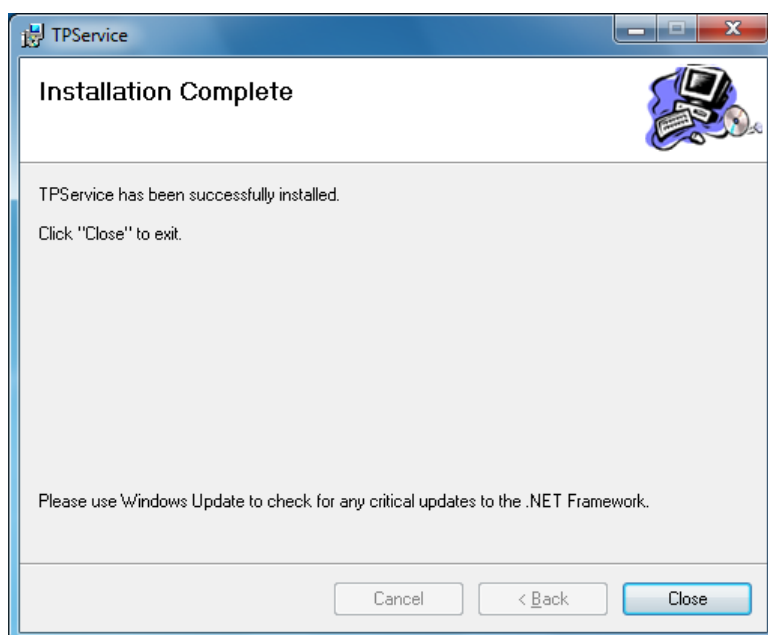 TPService
Installation Complete
TPService has been successfully installed.
Click "Close" to exit.
Please use Windows Update to check for any critical updates to the .NET Framework.
Cancel
< Back
Close